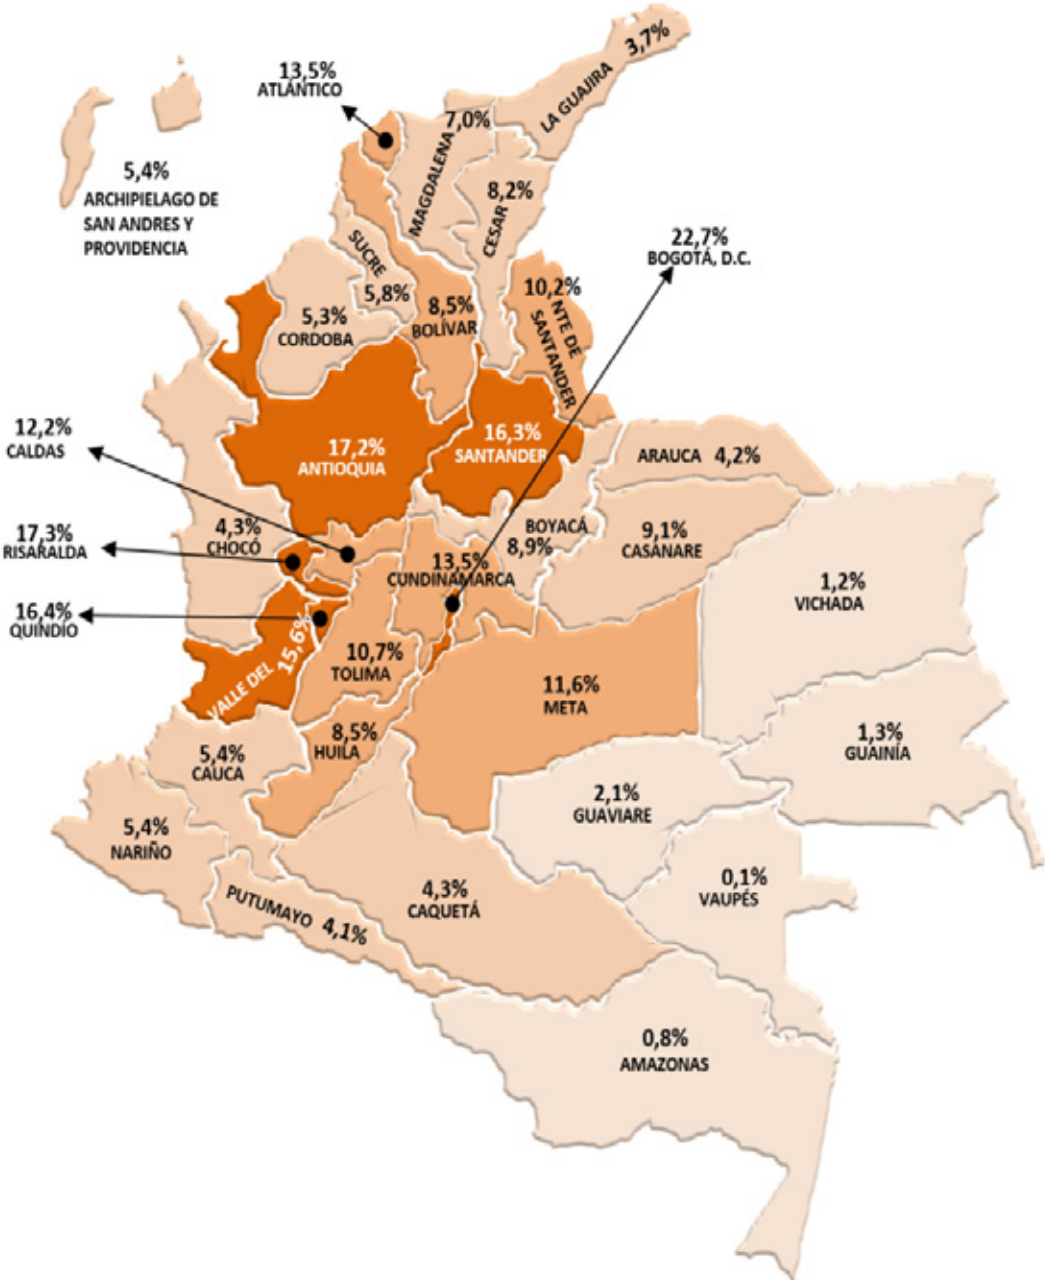 3,7%
LA GUAJIRA
13,5%
ATLÁNTICO
7,0%
MAGDALENA
5,4%
ARCHIPIELAGO DE
SAN ANDRES Y
PROVIDENCIA
8,2%
CESAR
22,7%
BOGOTÁ, D.C.
SUCRE
5,8%
10,2%
NTE DE
SANTANDER
8,5%
BOLÍVAR
5,3%
CORDOBA
12,2%
CALDAS
17,2%
ANTIOQUIA
16,3%
SANTANDER
ARAUCA 4,2%
17,3%
RISARALDA
4,3%
CHOCÓ
BOYACÁ
8,9%
9,1%
CASANARE
13,5%
CUNDINAMARCA
1,2%
VICHADA
16,4%
QUINDIO
VALLE DEL
15,6%
10,7%
TOLIMA
11,6%
META
8,5%
HUILA
5,4%
CAUCA
1,3%
GUAINÍA
2,1%
GUAVIARE
5,4%
NARIÑO
4,3%
CAQUETÁ
0,1%
VAUPÉS
PUTUMAYO 4,1%
0,8%
AMAZONAS